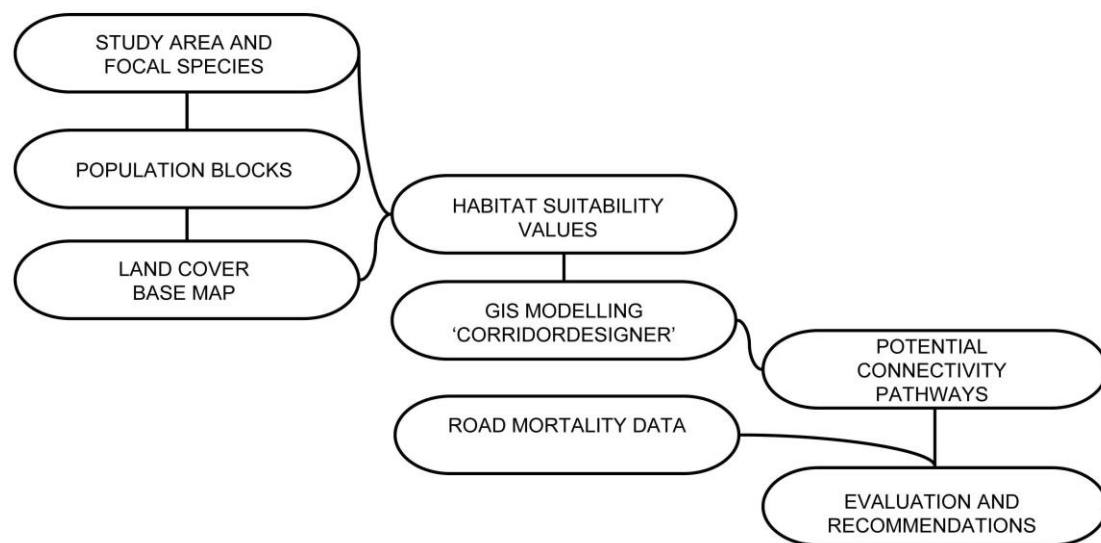 STUDY AREA AND
FOCAL SPECIES
POPULATION BLOCKS
LAND COVER
BASE MAP
HABITAT SUITABILITY
VALUES
GIS MODELLING
‘CORRIDORDESIGNER’
ROAD MORTALITY DATA
POTENTIAL
CONNECTIVITY
PATHWAYS
EVALUATION AND
RECOMMENDATIONS